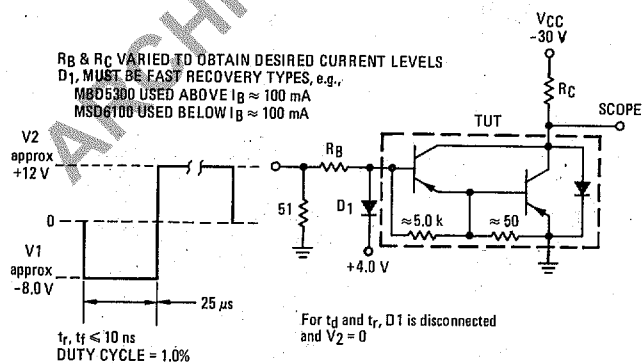 ARCHI
RB & RC VARIED TO OBTAIN DESIRED CURRENT LEVELS
D1, MUST BE FAST RECOVERY TYPES, e.g.,
MBD5300 USED ABOVE IB ≈ 100 mA
MSD6100 USED BELOW IB ≈ 100 mA
VCC
-30 V
RC
SCOPE
TUT
V2
approx
+12 V
0
V1
approx
-8.0 V
25 µs
tr, tf ≤ 10 ns
DUTY CYCLE = 1.0%
RB
51
D1
+4.0 V
≈5.0 k
≈50
For td and tr, D1 is disconnected
and V2 = 0